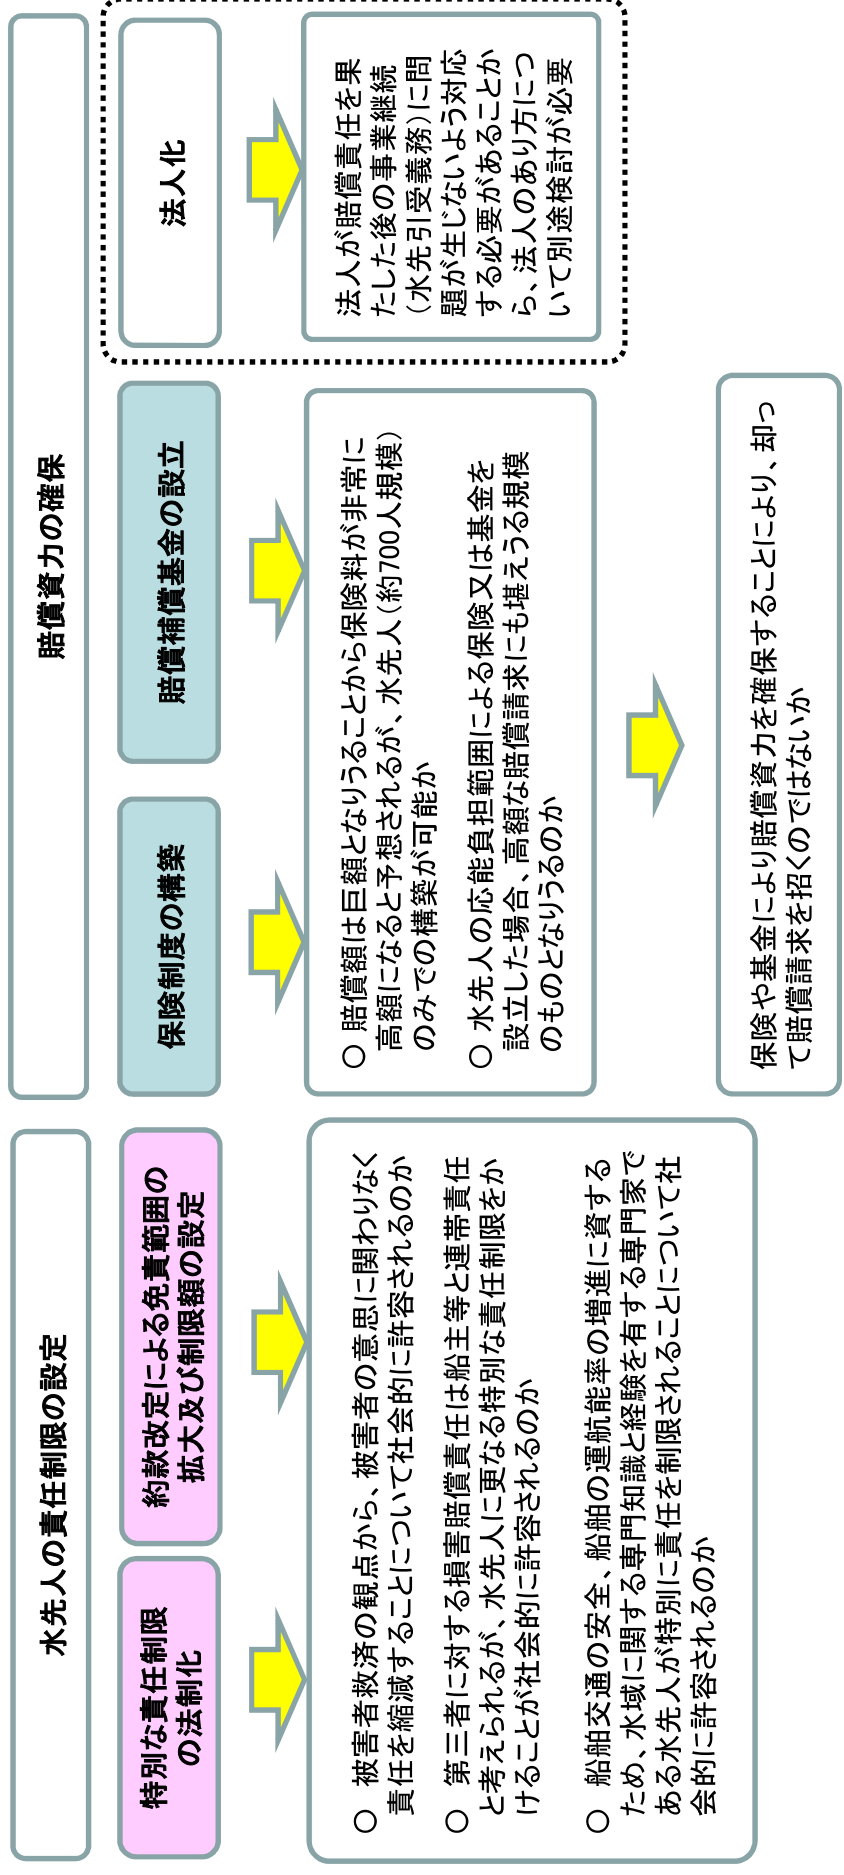 水先人の責任制限の設定
特別な責任制限
の法制化
約款改定による免責範囲の
拡大及び制限額の設定
○ 被害者救済の観点から、被害者の意思に関わりなく
責任を縮減することについて社会的に許容されるのか
○ 第三者に対する損害賠償責任は船主等と連帯責任
と考えられるが、水先人に更なる特別な責任制限をか
けることが社会的に許容されるのか
○ 船舶交通の安全、船舶の運航能率の増進に資する
ため、水域に関する専門知識と経験を有する専門家で
ある水先人が特別に責任を制限されることについて社
会的に許容されるのか
賠償資力の確保
保険制度の構築
賠償補償基金の設立
○ 賠償額は巨額となりうることから保険料が非常に
高額になると予想されるが、水先人(約700人規模)
のみでの構築が可能か
○ 水先人の応能負担範囲による保険又は基金を
設立した場合、高額な賠償請求にも堪えうる規模
のものとなりうるのか
保険や基金により賠償資力を確保することにより、却っ
て賠償請求を招くのではないか
法人化
法人が賠償責任を果
たした後の事業継続
(水先引受義務)に問
題が生じないよう対応
する必要があることか
ら、法人のあり方につ
いて別途検討が必要